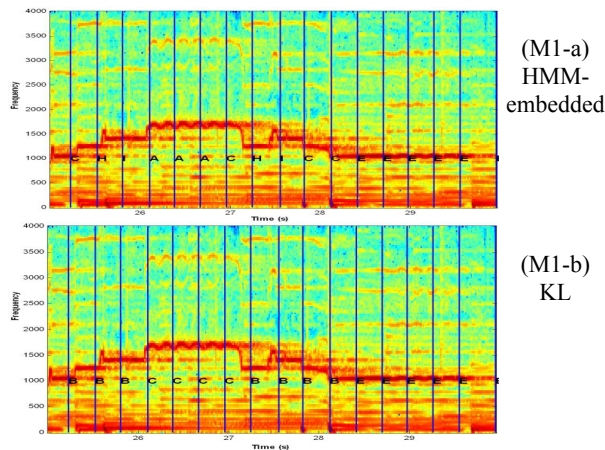 4000
3500
3000
2500
2000
1500
1000
500
0
Frequency
C H I A A A C H I C C E E E E E
26 27 28 29
Time (s)
(M1-a)
HMM-
embedded
4000
3500
3000
2500
2000
1500
1000
500
0
Frequency
B B B C C C C B B B B E E E E E
26 27 28 29
Time (s)
(M1-b)
KL